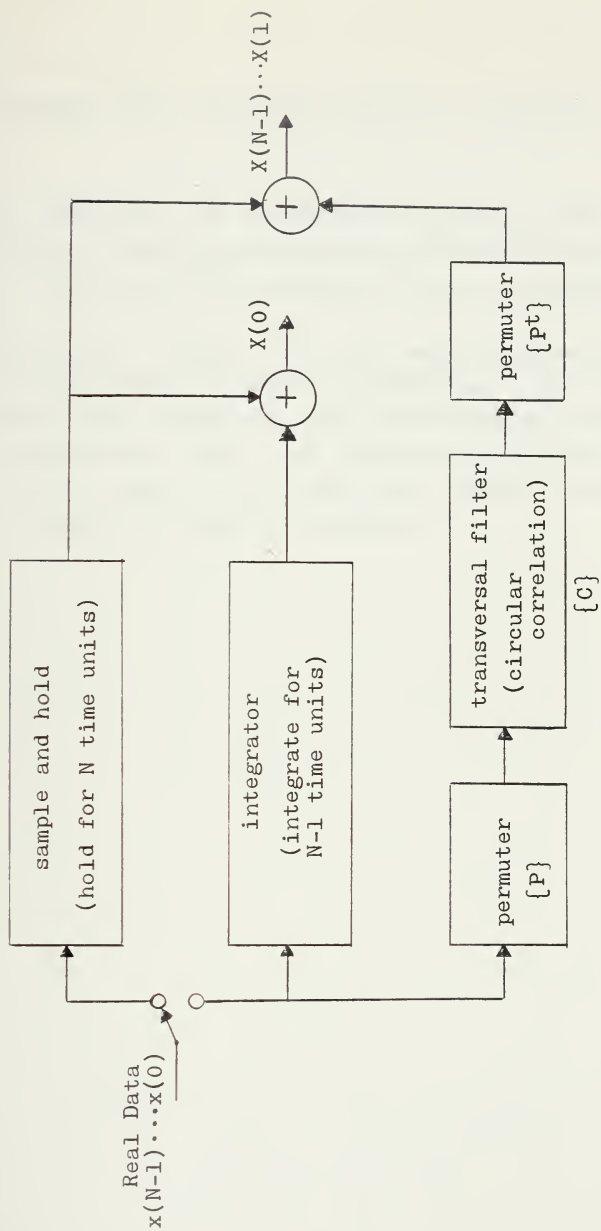 Real Data
x(N-1)···x(0)
sample and hold
(hold for N time units)
integrator
(integrate for
N-1 time units)
permuter
{P}
transversal filter
(circular
correlation)
{C}
permuter
{Pt}
+
X(0)
+
X(N-1)···X(1)